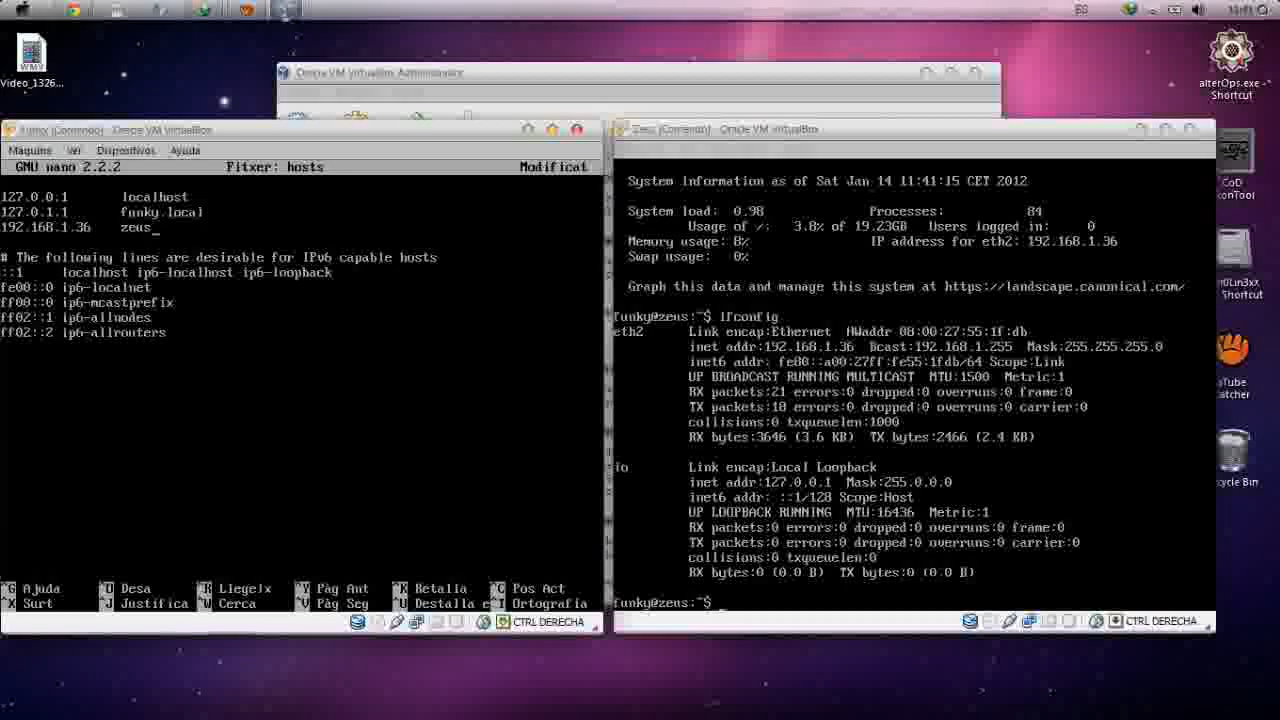 ES
WMV
Video_1326...
alterOps.exe -
Shortcut
Oracle VM VirtualBox Administrador
Funky [Corriendo] - Oracle VM VirtualBox
Máquina Ver Dispositivos Ayuda
GNU nano 2.2.2 Fitxer: hosts Modificat
127.0.0.1 localhost
127.0.1.1 funky.local
192.168.1.36 zeus_
# The following lines are desirable for IPv6 capable hosts
::1 localhost ip6-localhost ip6-loopback
fe00::0 ip6-localnet
ff00::0 ip6-mcastprefix
ff02::1 ip6-allnodes
ff02::2 ip6-allrouters
^G Ajuda ^O Desa ^R Llegeix ^Y Pàg Ant ^K Retalla ^C Pos Act
^X Surt ^J Justifica ^W Cerca ^V Pàg Seg ^U Destalla e ^T Ortografia
CTRL DERECHA
Zeus [Corriendo] - Oracle VM VirtualBox
System information as of Sat Jan 14 11:41:15 CET 2012
System load: 0.98 Processes: 84
Usage of /: 3.8% of 19.23GB Users logged in: 0
Memory usage: 8% IP address for eth2: 192.168.1.36
Swap usage: 0%
Graph this data and manage this system at https://landscape.canonical.com/
funky@zeus:~$ ifconfig
eth2 Link encap:Ethernet HWaddr 08:00:27:55:1f:db
inet addr:192.168.1.36 Bcast:192.168.1.255 Mask:255.255.255.0
inet6 addr: fe80::a00:27ff:fe55:1fdb/64 Scope:Link
UP BROADCAST RUNNING MULTICAST MTU:1500 Metric:1
RX packets:21 errors:0 dropped:0 overruns:0 frame:0
TX packets:18 errors:0 dropped:0 overruns:0 carrier:0
collisions:0 txqueuelen:1000
RX bytes:3646 (3.6 KB) TX bytes:2466 (2.4 KB)
lo Link encap:Local Loopback
inet addr:127.0.0.1 Mask:255.0.0.0
inet6 addr: ::1/128 Scope:Host
UP LOOPBACK RUNNING MTU:16436 Metric:1
RX packets:0 errors:0 dropped:0 overruns:0 frame:0
TX packets:0 errors:0 dropped:0 overruns:0 carrier:0
collisions:0 txqueuelen:0
RX bytes:0 (0.0 B) TX bytes:0 (0.0 B)
funky@zeus:~$ _
CTRL DERECHA
CoD
konTool
Shortcut
aTube
Catcher
cycle Bin